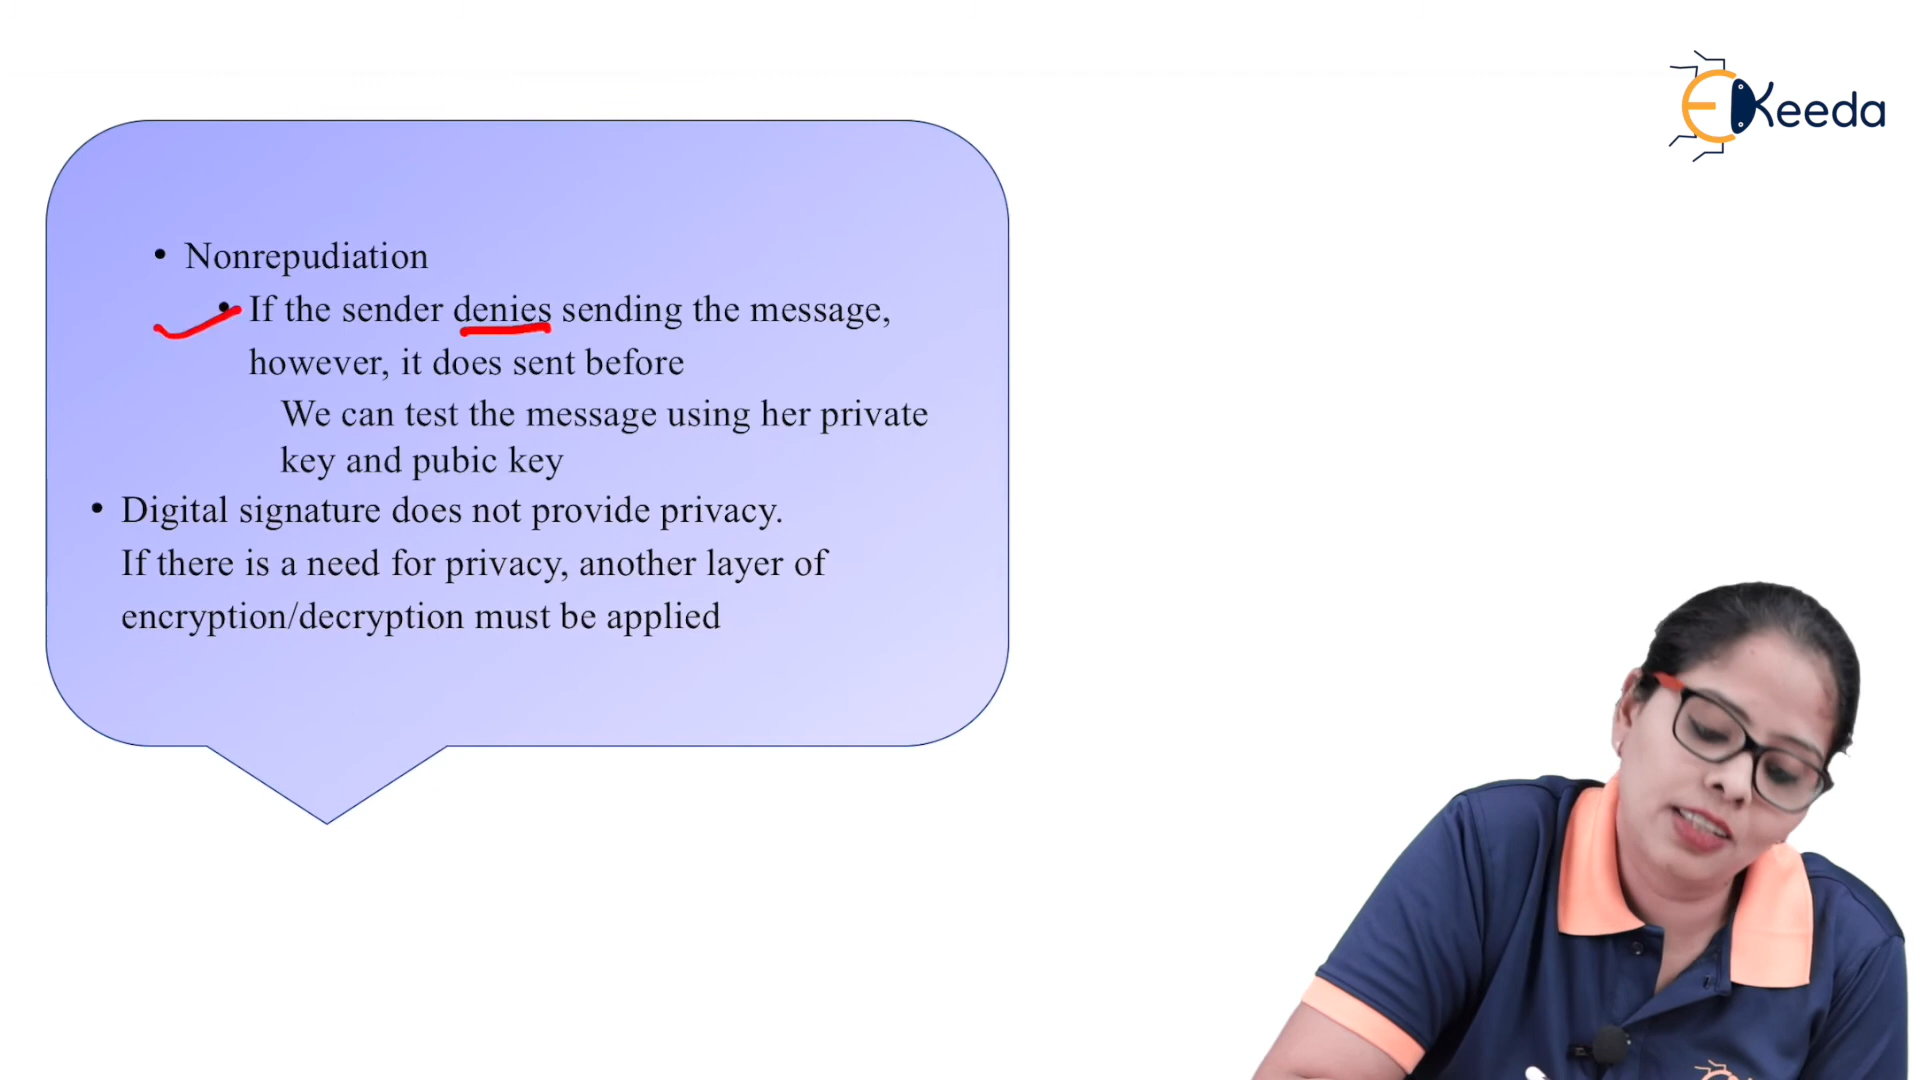 EKeeda
• Nonrepudiation
• If the sender denies sending the message,
however, it does sent before
We can test the message using her private
key and pubic key
• Digital signature does not provide privacy.
If there is a need for privacy, another layer of
encryption/decryption must be applied